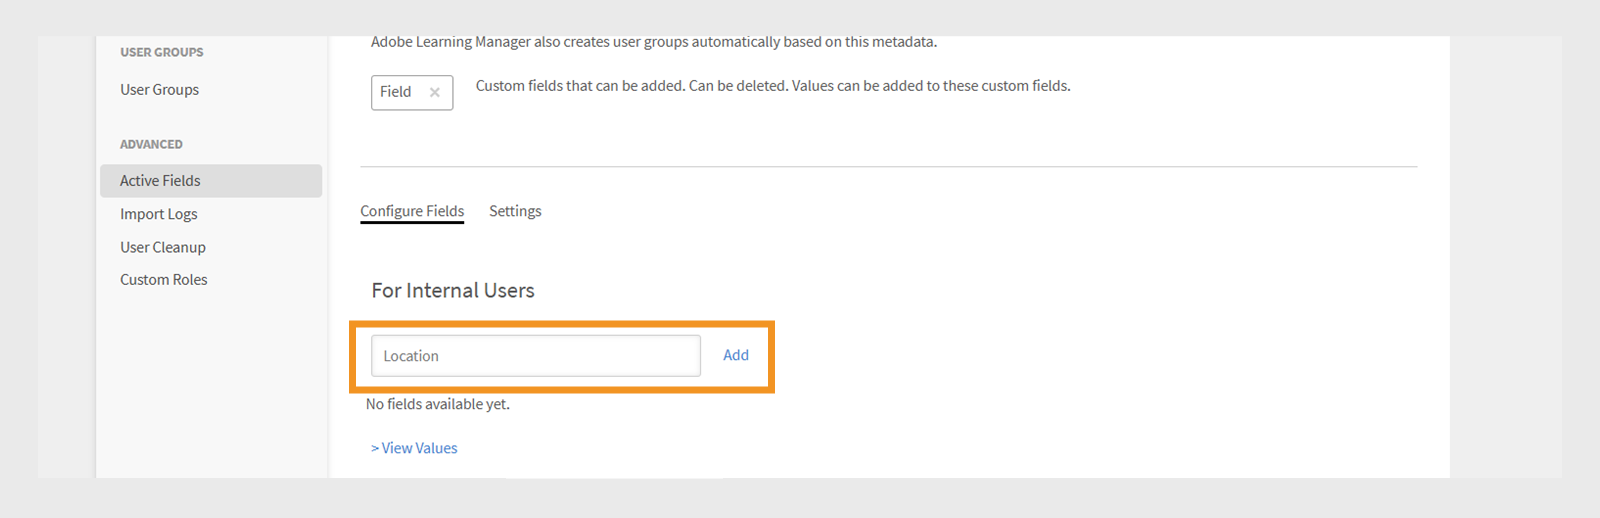 USER GROUPS
User Groups
ADVANCED
Active Fields
Import Logs
User Cleanup
Custom Roles
Adobe Learning Manager also creates user groups automatically based on this metadata.
Field ×
Custom fields that can be added. Can be deleted. Values can be added to these custom fields.
Configure Fields Settings
For Internal Users
Location Add
No fields available yet.
> View Values